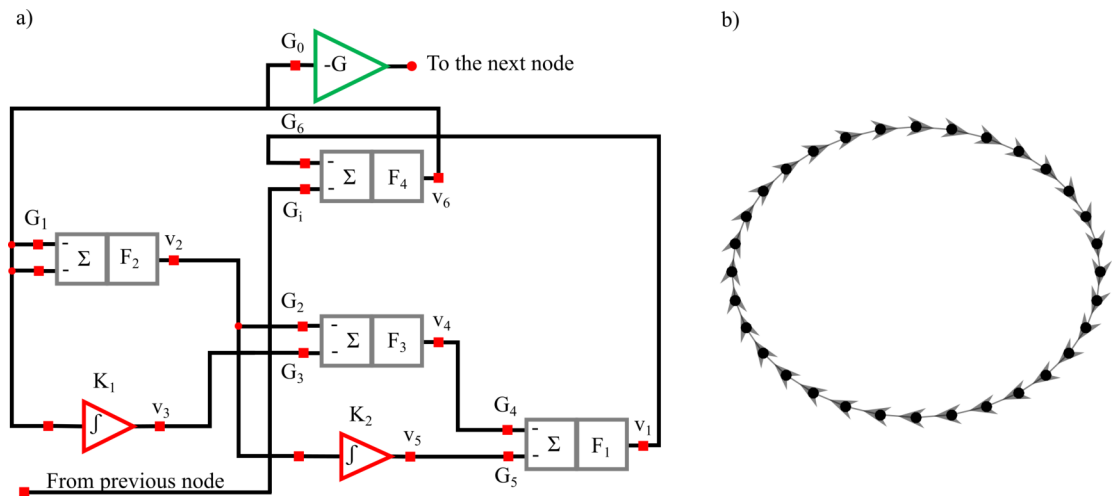 a)
b)
G0
-G
To the next node
G6
-
Σ
F4
-
v6
Gi
G1
-
Σ
F2
-
v2
G2
-
Σ
F3
-
v4
G3
K1
∫
v3
K2
∫
v5
G4
-
Σ
F1
-
v1
G5
From previous node